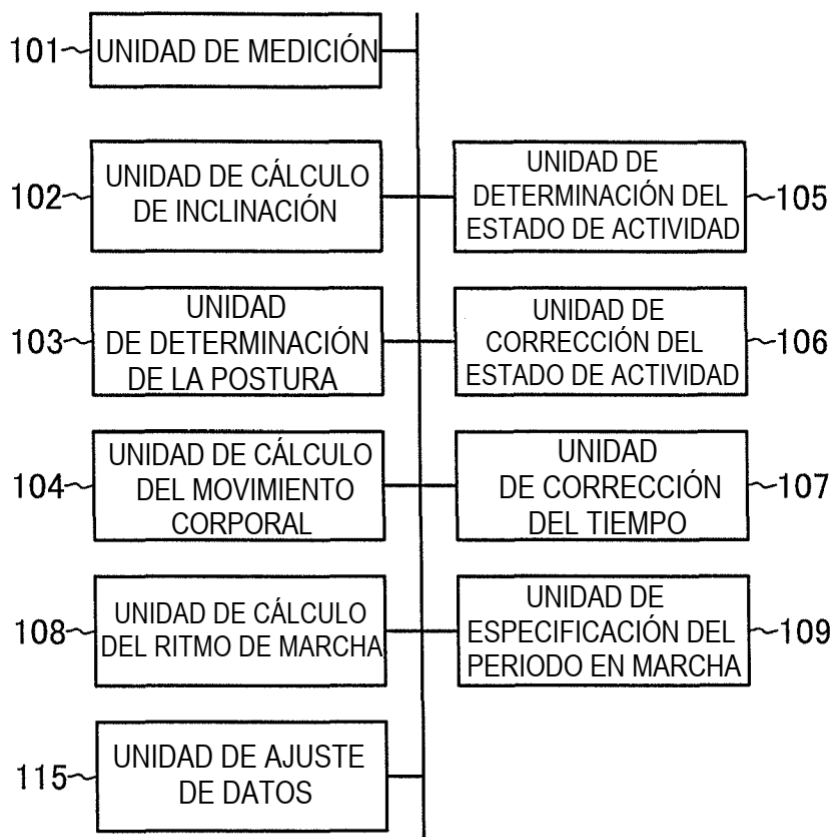 101 UNIDAD DE MEDICIÓN
102 UNIDAD DE CÁLCULO
DE INCLINACIÓN
UNIDAD DE
DETERMINACIÓN DEL
ESTADO DE ACTIVIDAD 105
103 UNIDAD
DE DETERMINACIÓN
DE LA POSTURA
UNIDAD DE
CORRECCIÓN DEL
ESTADO DE ACTIVIDAD 106
104 UNIDAD DE CÁLCULO
DEL MOVIMIENTO
CORPORAL
UNIDAD
DE CORRECCIÓN
DEL TIEMPO 107
108 UNIDAD DE CÁLCULO
DEL RITMO DE MARCHA
UNIDAD DE
ESPECIFICACIÓN DEL
PERIODO EN MARCHA 109
115 UNIDAD DE AJUSTE
DE DATOS